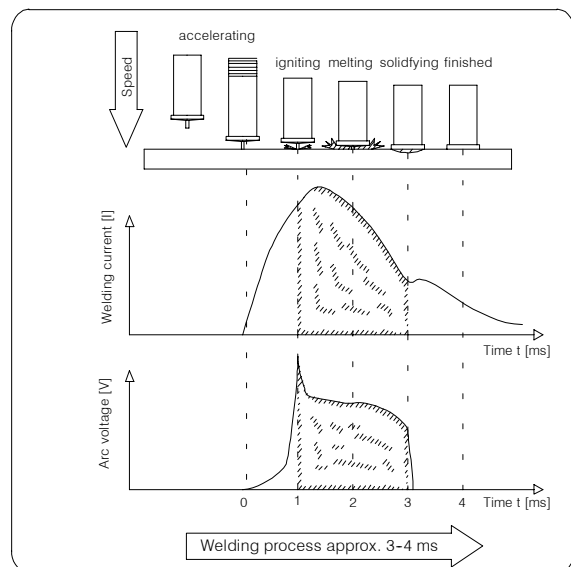 accelerating
igniting melting solidfying finished
Speed
Welding current [I]
Time t [ms]
Arc voltage [V]
0 1 2 3 4 Time t [ms]
Welding process approx. 3-4 ms